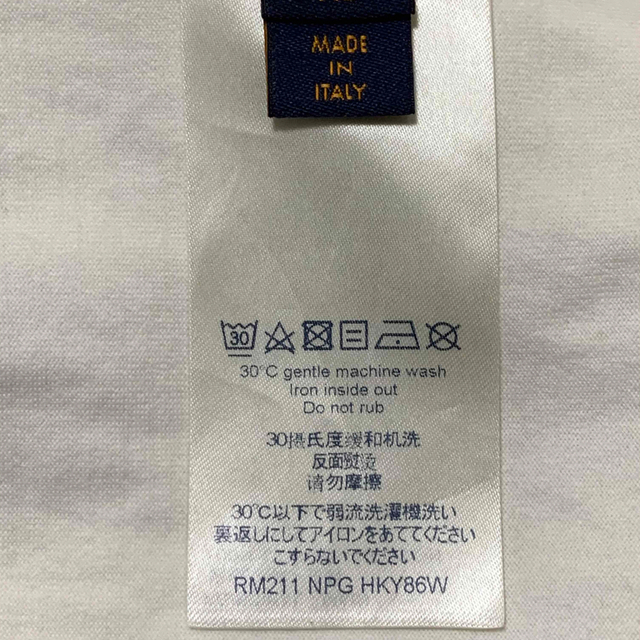 MADE
IN
ITALY
30
30°C gentle machine wash
Iron inside out
Do not rub
30摄氏度缓和机洗
反面熨烫
请勿摩擦
30℃以下で弱流洗濯機洗い
裏返しにしてアイロンをあててください
こすらないでください
RM211 NPG HKY86W